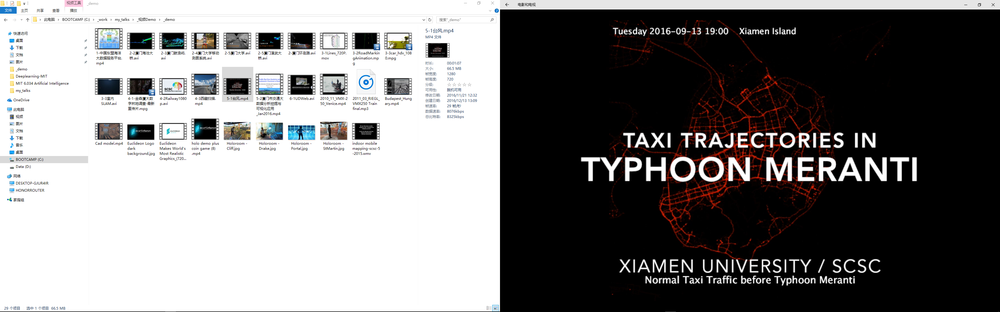 视频工具
_demo
文件
主页
共享
查看
播放
此电脑 > BOOTCAMP (C:) > _work > my_talks > _视频Demo > _demo
搜索"_demo"
快速访问
桌面
下载
文档
图片
_demo
Deeplearning-MIT
MIT 6.034 Artificial Intelligence
my_talks
OneDrive
此电脑
视频
图片
文档
下载
音乐
桌面
BOOTCAMP (C:)
Data (D:)
网络
DESKTOP-GJUR4IR
HONORROUTER
家庭组
1-中国东盟海洋
大数据服务平台.
mp4
2-2厦门海沧大
桥.avi
2-3厦门鼓浪屿.
avi
2-4厦门大学移动
测图系统.avi
2-5厦门大学.avi
2-5厦门演武大
桥.avi
2-厦门环岛路.avi
3-1Lines_720P.
mov
3-2RoadMarkin
gAnimation.mp
g
3-3car_hdv_108
0.mpg
3-3室内
SLAM.avi
4-1-金森厦大数
字林地调查-最新
宣传片.mpg
SCSC
4-2Railway1080
p.avi
4-3西藏扫描.
mp4
5-1台风.mp4
5-2厦门市交通大
数据分析挖掘与
可视化应用
_Jan2016.mp4
6-1UDWeb.avi
2010_11_VMX-2
50_Venice.mp4
2011_03_RIEGL_
VMX250 Train
final.mp3
Budapest_Hung
ary.mp4
Cad model.mp4
euclideon
Euclideon Logo
dark
background.jpg
euclideon
Euclideon
Makes World's
Most Realistic
Graphics_(720...
euclideon
holo demo plus
coin game (8)
.mp4
Holoroom -
Cliff.jpg
Holoroom -
Drake.jpg
Holoroom -
Portal.jpg
Holoroom -
StMartin.jpg
indoor mobile
mapping-scsc-5
-2015.wmv
5-1台风.mp4
MP4 文件
时长: 00:01:07
大小: 66.5 MB
帧宽度: 1280
帧高度: 720
分级:
可用性: 脱机可用
修改日期: 2016/11/21 12:32
创建日期: 2016/12/13 13:09
帧速率: 29 帧/秒
数据速率: 8076kbps
总比特率: 8325kbps
29 个项目 选中 1 个项目 66.5 MB
电影和电视
Tuesday 2016-09-13 19:00 Xiamen Island
TAXI TRAJECTORIES IN
TYPHOON MERANTI
XIAMEN UNIVERSITY / SCSC
Normal Taxi Traffic before Typhoon Meranti